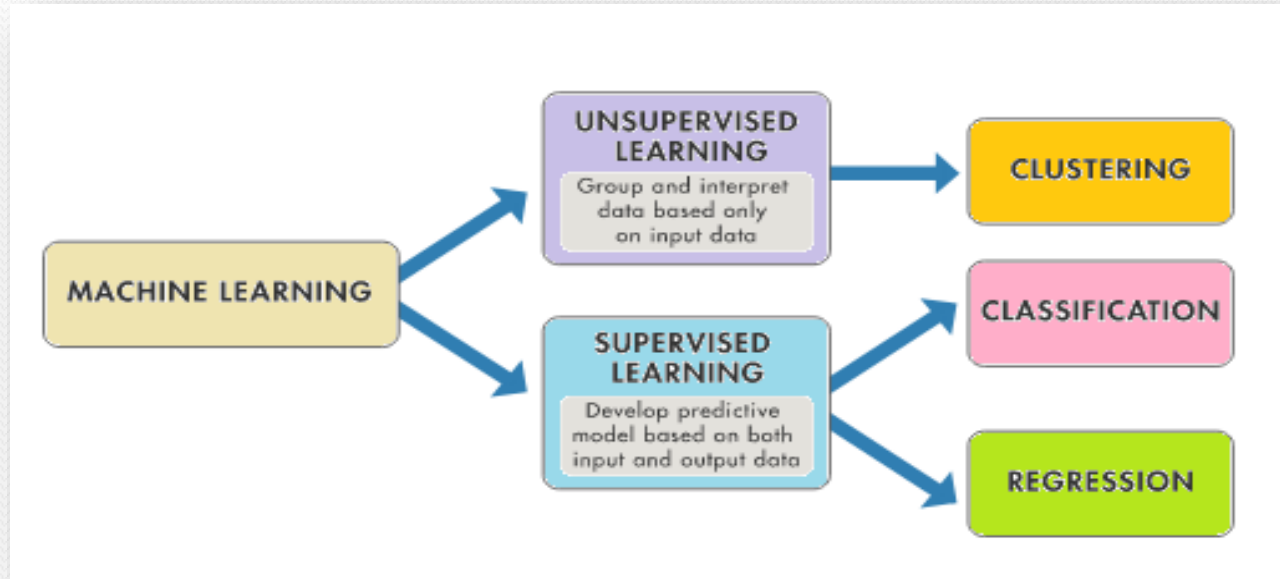 MACHINE LEARNING
UNSUPERVISED
LEARNING
Group and interpret
data based only
on input data
CLUSTERING
SUPERVISED
LEARNING
Develop predictive
model based on both
input and output data
CLASSIFICATION
REGRESSION